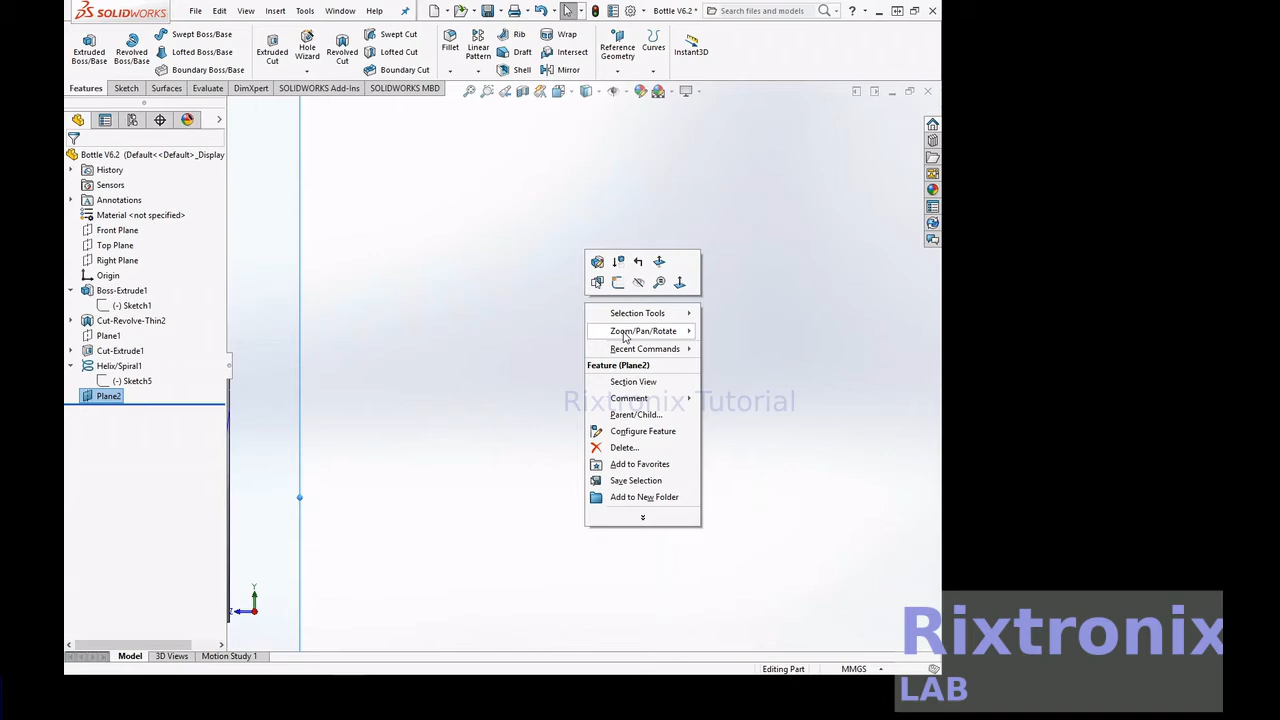 SOLIDWORKS
File
Edit
View
Insert
Tools
Window
Help
Bottle V6.2 *
Search files and models
Extruded Boss/Base
Revolved Boss/Base
Swept Boss/Base
Lofted Boss/Base
Boundary Boss/Base
Extruded Cut
Hole Wizard
Revolved Cut
Swept Cut
Lofted Cut
Boundary Cut
Fillet
Linear Pattern
Rib
Draft
Shell
Wrap
Intersect
Mirror
Reference Geometry
Curves
Instant3D
Features
Sketch
Surfaces
Evaluate
DimXpert
SOLIDWORKS Add-Ins
SOLIDWORKS MBD
Bottle V6.2 (Default<<Default>_Display
History
Sensors
Annotations
Material <not specified>
Front Plane
Top Plane
Right Plane
Origin
Boss-Extrude1
(-) Sketch1
Cut-Revolve-Thin2
Plane1
Cut-Extrude1
Helix/Spiral1
(-) Sketch5
Plane2
Selection Tools
Zoom/Pan/Rotate
Recent Commands
Feature (Plane2)
Section View
Comment
Parent/Child...
Configure Feature
Delete...
Add to Favorites
Save Selection
Add to New Folder
Rixtronix Tutorial
Y
Z
Model
3D Views
Motion Study 1
Editing Part
MMGS
Rixtronix
LAB